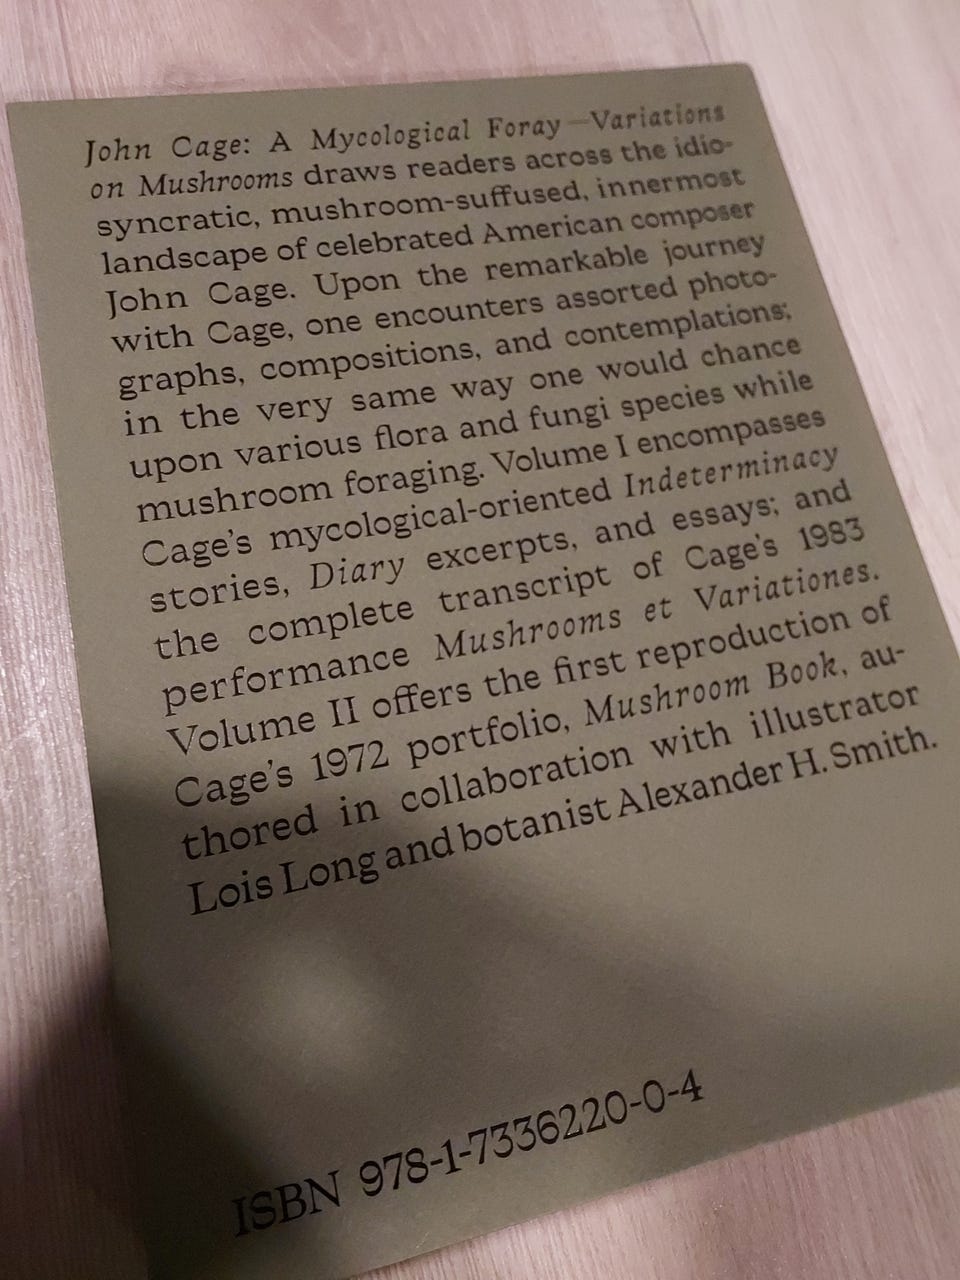 John Cage: A Mycological Foray—Variations
on Mushrooms draws readers across the idio-
syncratic, mushroom-suffused, innermost
landscape of celebrated American composer
John Cage. Upon the remarkable journey
with Cage, one encounters assorted photo-
graphs, compositions, and contemplations;
in the very same way one would chance
upon various flora and fungi species while
mushroom foraging. Volume I encompasses
Cage's mycological-oriented Indeterminacy
stories, Diary excerpts, and essays; and
the complete transcript of Cage's 1983
performance Mushrooms et Variationes.
Volume II offers the first reproduction of
Cage's 1972 portfolio, Mushroom Book, au-
thored in collaboration with illustrator
Lois Long and botanist Alexander H. Smith.
ISBN 978-1-7336220-0-4